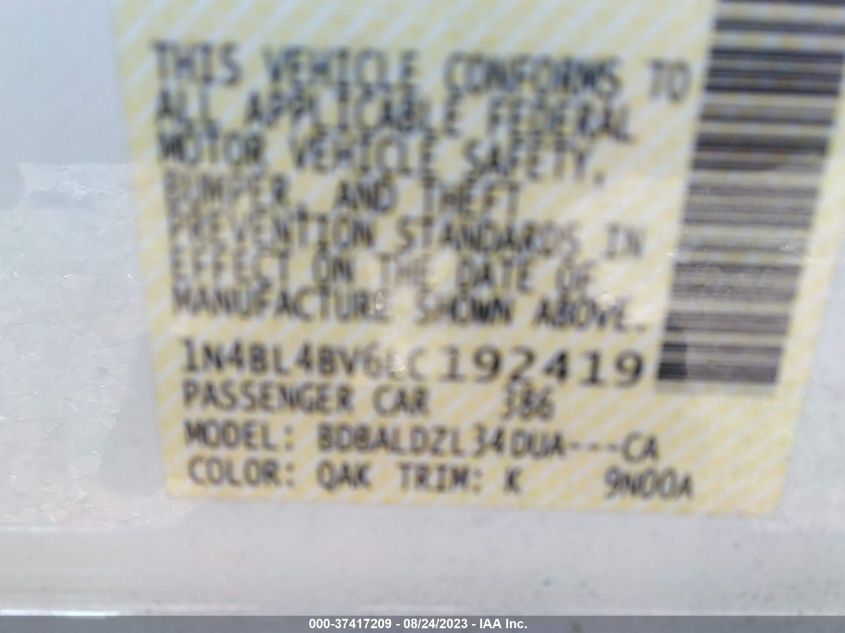 THIS VEHICLE CONFORMS TO
ALL APPLICABLE FEDERAL
MOTOR VEHICLE SAFETY,
BUMPER, AND THEFT
PREVENTION STANDARDS IN
EFFECT ON THE DATE OF
MANUFACTURE SHOWN ABOVE.
1N4BL4BV6LC192419
PASSENGER CAR 386
MODEL: BDBALDZL34DUA---CA
COLOR: QAK TRIM: K 9N00A
000-37417209 - 08/24/2023 - IAA Inc.